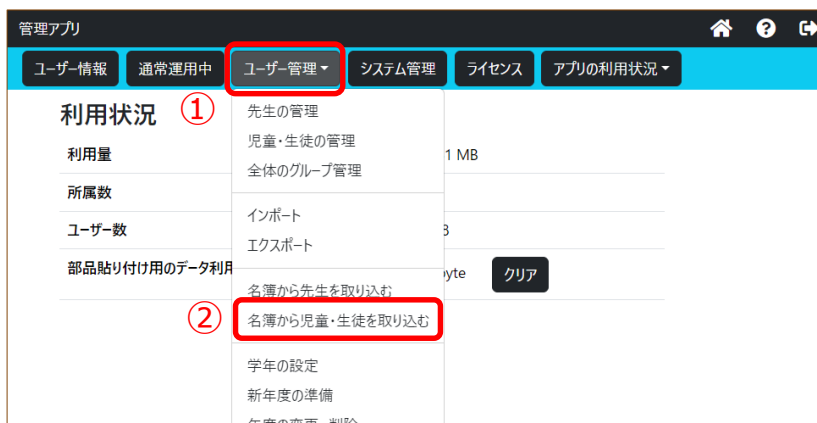 管理アプリ
ユーザー情報 通常運用中 ユーザー管理 システム管理 ライセンス アプリの利用状況
利用状況 ①
先生の管理
児童・生徒の管理
利用量 1 MB
全体のグループ管理
所属数
インポート
ユーザー数
エクスポート
部品貼り付け用のデータ利用 byte クリア
名簿から先生を取り込む
② 名簿から児童・生徒を取り込む
学年の設定
新年度の準備